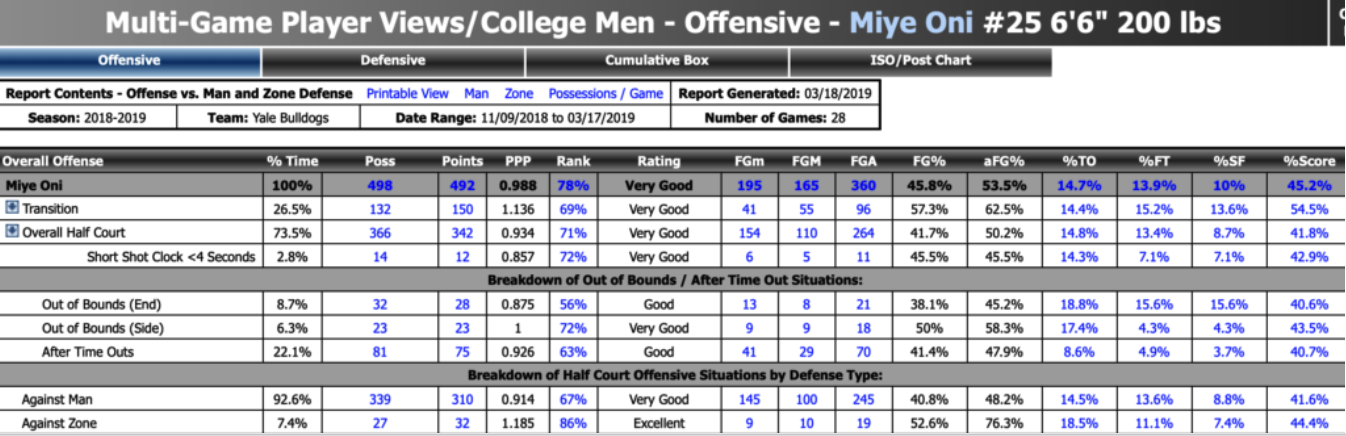 Multi-Game Player Views/College Men - Offensive - Miye Oni #25 6'6" 200 lbs
Offensive Defensive Cumulative Box ISO/Post Chart
Report Contents - Offense vs. Man and Zone Defense Printable View Man Zone Possessions / Game Report Generated: 03/18/2019
Season: 2018-2019 Team: Yale Bulldogs Date Range: 11/09/2018 to 03/17/2019 Number of Games: 28
Overall Offense % Time Poss Points PPP Rank Rating FGm FGM FGA FG% aFG% %TO %FT %SF %Score
Miye Oni 100% 498 492 0.988 78% Very Good 195 165 360 45.8% 53.5% 14.7% 13.9% 10% 45.2%
Transition 26.5% 132 150 1.136 69% Very Good 41 55 96 57.3% 62.5% 14.4% 15.2% 13.6% 54.5%
Overall Half Court 73.5% 366 342 0.934 71% Very Good 154 110 264 41.7% 50.2% 14.8% 13.4% 8.7% 41.8%
Short Shot Clock <4 Seconds 2.8% 14 12 0.857 72% Very Good 6 5 11 45.5% 45.5% 14.3% 7.1% 7.1% 42.9%
Breakdown of Out of Bounds / After Time Out Situations:
Out of Bounds (End) 8.7% 32 28 0.875 56% Good 13 8 21 38.1% 45.2% 18.8% 15.6% 15.6% 40.6%
Out of Bounds (Side) 6.3% 23 23 1 72% Very Good 9 9 18 50% 58.3% 17.4% 4.3% 4.3% 43.5%
After Time Outs 22.1% 81 75 0.926 63% Good 41 29 70 41.4% 47.9% 8.6% 4.9% 3.7% 40.7%
Breakdown of Half Court Offensive Situations by Defense Type:
Against Man 92.6% 339 310 0.914 67% Very Good 145 100 245 40.8% 48.2% 14.5% 13.6% 8.8% 41.6%
Against Zone 7.4% 27 32 1.185 86% Excellent 9 10 19 52.6% 76.3% 18.5% 11.1% 7.4% 44.4%